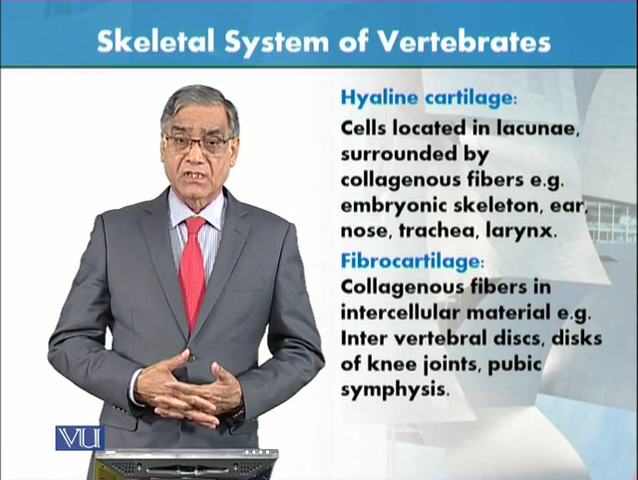 Skeletal System of Vertebrates
Hyaline cartilage:
Cells located in lacunae,
surrounded by
collagenous fibers e.g.
embryonic skeleton, ear,
nose, trachea, larynx.
Fibrocartilage:
Collagenous fibers in
intercellular material e.g.
Inter vertebral discs, disks
of knee joints, pubic
symphysis.
VU